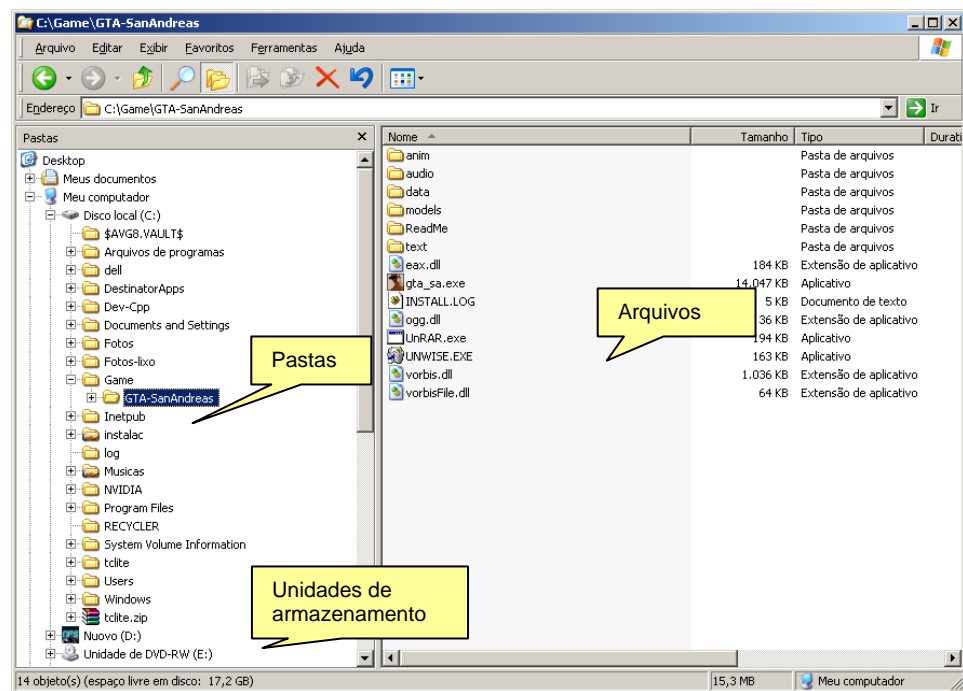 C:\Game\GTA-SanAndreas
Arquivo Editar Exibir Favoritos Ferramentas Ajuda
Endereço C:\Game\GTA-SanAndreas Ir
Pastas x
Desktop
Meus documentos
Meu computador
Disco local (C:)
$AVG8.VAULT$
Arquivos de programas
dell
DestinatorApps
Dev-Cpp
Documents and Settings
Fotos
Fotos-lixo
Game
GTA-SanAndreas
Inetpub
instalac
log
Musicas
NVIDIA
Program Files
RECYCLER
System Volume Information
tclite
Users
Windows
tclite.zip
Nuovo (D:)
Unidade de DVD-RW (E:)
Pastas
Unidades de
armazenamento
Nome Tamanho Tipo Durati
anim Pasta de arquivos
audio Pasta de arquivos
data Pasta de arquivos
models Pasta de arquivos
ReadMe Pasta de arquivos
text Pasta de arquivos
eax.dll 184 KB Extensão de aplicativo
gta_sa.exe 14.047 KB Aplicativo
INSTALL.LOG 5 KB Documento de texto
ogg.dll 36 KB Extensão de aplicativo
UnRAR.exe 194 KB Aplicativo
UNWISE.EXE 163 KB Aplicativo
vorbis.dll 1.036 KB Extensão de aplicativo
vorbisFile.dll 64 KB Extensão de aplicativo
Arquivos
14 objeto(s) (espaço livre em disco: 17,2 GB) 15,3 MB Meu computador